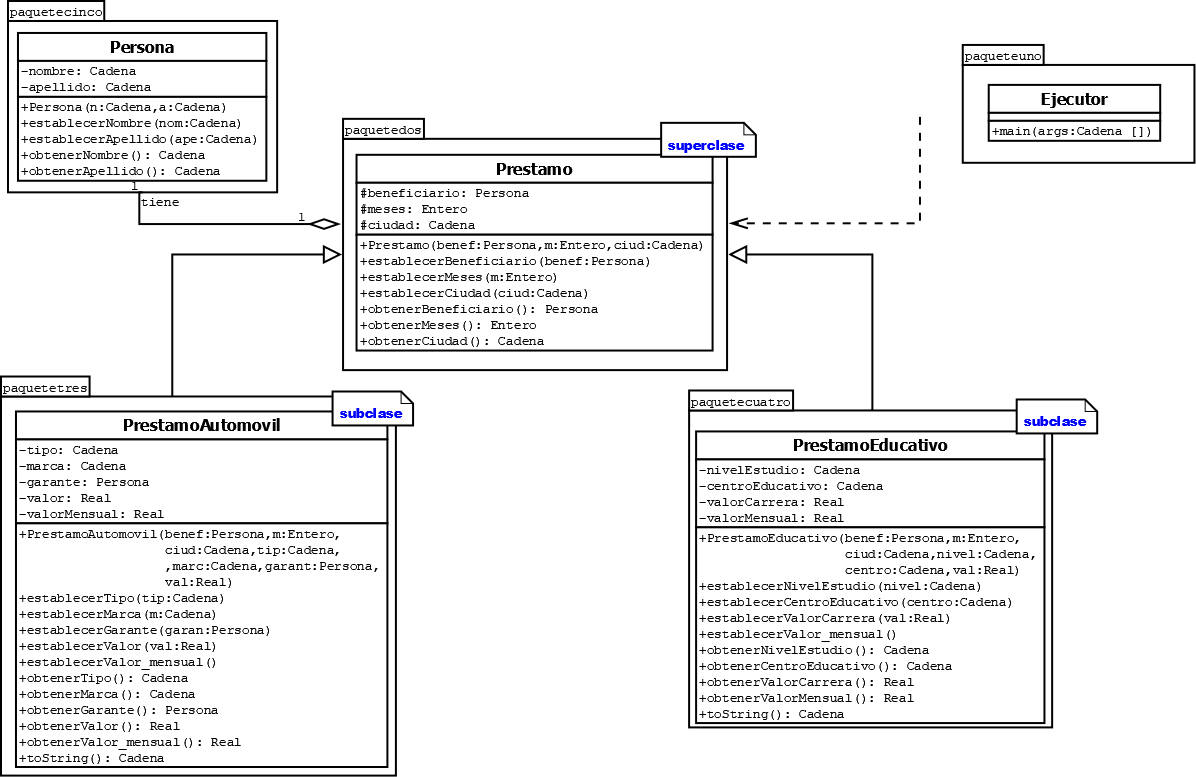 paquetecinco
Persona
-nombre: Cadena
-apellido: Cadena
+Persona(n:Cadena,a:Cadena)
+establecerNombre(nom:Cadena)
+establecerApellido(ape:Cadena)
+obtenerNombre(): Cadena
+obtenerApellido(): Cadena
1
tiene
1
paquetedos
superclase
Prestamo
#beneficiario: Persona
#meses: Entero
#ciudad: Cadena
+Prestamo(benef:Persona,m:Entero,ciud:Cadena)
+establecerBeneficiario(benef:Persona)
+establecerMeses(m:Entero)
+establecerCiudad(ciud:Cadena)
+obtenerBeneficiario(): Persona
+obtenerMeses(): Entero
+obtenerCiudad(): Cadena
paqueteuno
Ejecutor
+main(args:Cadena [])
paquetetres
subclase
PrestamoAutomovil
-tipo: Cadena
-marca: Cadena
-garante: Persona
-valor: Real
-valorMensual: Real
+PrestamoAutomovil(benef:Persona,m:Entero,
ciud:Cadena,tip:Cadena,
,marc:Cadena,garant:Persona,
val:Real)
+establecerTipo(tip:Cadena)
+establecerMarca(m:Cadena)
+establecerGarante(garan:Persona)
+establecerValor(val:Real)
+establecerValor_mensual()
+obtenerTipo(): Cadena
+obtenerMarca(): Cadena
+obtenerGarante(): Persona
+obtenerValor(): Real
+obtenerValor_mensual(): Real
+toString(): Cadena
paquetecuatro
subclase
PrestamoEducativo
-nivelEstudio: Cadena
-centroEducativo: Cadena
-valorCarrera: Real
-valorMensual: Real
+PrestamoEducativo(benef:Persona,m:Entero,
ciud:Cadena,nivel:Cadena,
centro:Cadena,val:Real)
+establecerNivelEstudio(nivel:Cadena)
+establecerCentroEducativo(centro:Cadena)
+establecerValorCarrera(val:Real)
+establecerValor_mensual()
+obtenerNivelEstudio(): Cadena
+obtenerCentroEducativo(): Cadena
+obtenerValorCarrera(): Real
+obtenerValorMensual(): Real
+toString(): Cadena